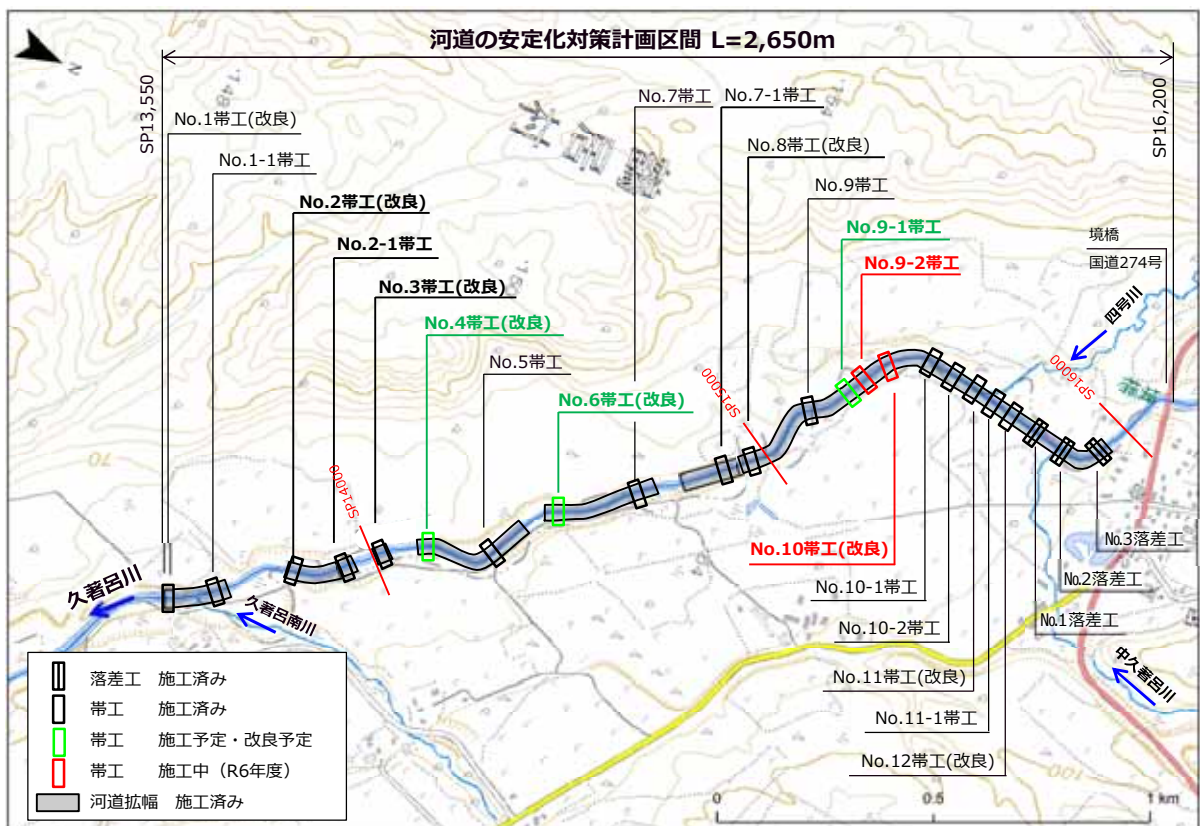 河道の安定化対策計画区間 L=2,650m
N
SP13,550
SP16,200
No.1帯工(改良)
No.1-1帯工
No.2帯工(改良)
No.2-1帯工
No.3帯工(改良)
No.4帯工(改良)
No.5帯工
No.6帯工(改良)
No.7帯工
No.7-1帯工
No.8帯工(改良)
No.9帯工
No.9-1帯工
No.9-2帯工
境橋
国道274号
四号川
SP16000
SP15000
SP14000
148
154
70
100
No.10帯工(改良)
No.10-1帯工
No.10-2帯工
No.11帯工(改良)
No.11-1帯工
No.12帯工(改良)
No.1落差工
No.2落差工
No.3落差工
中久著呂川
久著呂川
久著呂南川
落差工 施工済み
帯工 施工済み
帯工 施工予定・改良予定
帯工 施工中（R6年度）
河道拡幅 施工済み
0 0.5 1 km